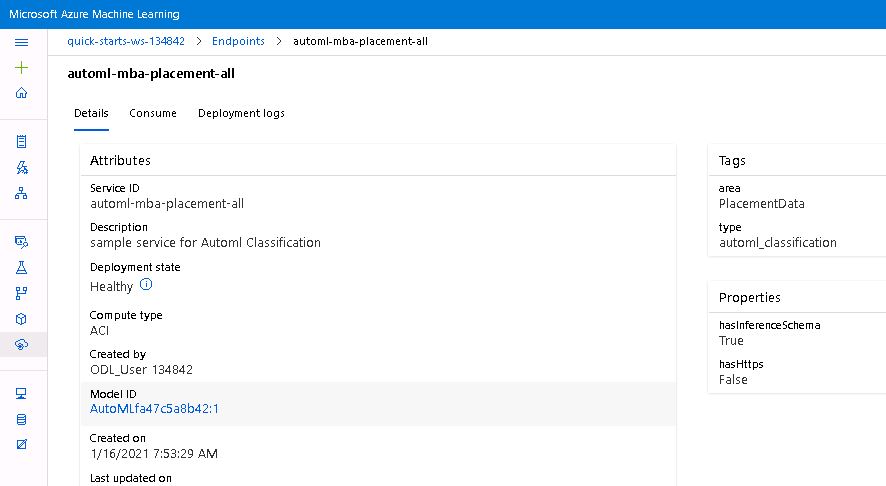 Microsoft Azure Machine Learning
quick-starts-ws-134842 > Endpoints > automl-mba-placement-all
automl-mba-placement-all
Details Consume Deployment logs
Attributes
Service ID
automl-mba-placement-all
Description
sample service for Automl Classification
Deployment state
Healthy
Compute type
ACI
Created by
ODL_User 134842
Model ID
AutoMLfa47c5a8b42:1
Created on
1/16/2021 7:53:29 AM
Last updated on
Tags
area
PlacementData
type
automl_classification
Properties
hasInferenceSchema
True
hasHttps
False